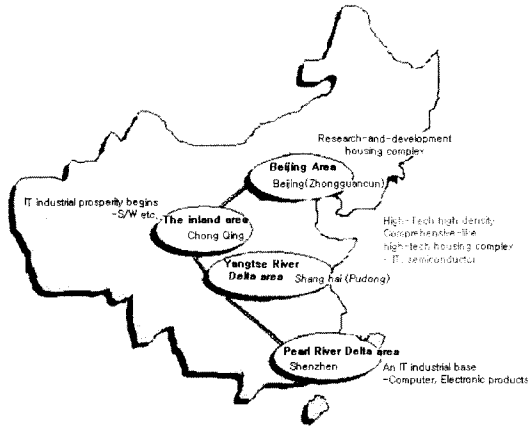 Research-and-development
housing complex
Beijing Area
Beijing(Zhongguancun)
IT industrial prosperity begins
-S/W etc.
The inland area
Chong Qing
High-Tech high density
Comprehensive-like
high-tech housing complex
- IT, semiconductor
Yangtse River
Delta area
Shang hai (Pudong)
Pearl River Delta area
Shenzhen
An IT industrial base
-Computer, Electronic products